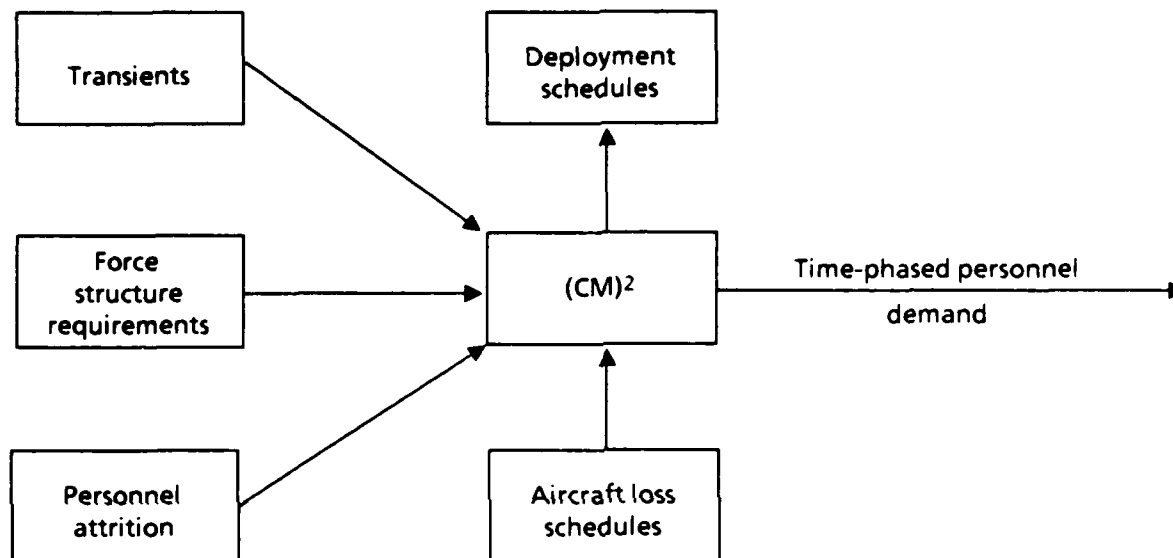 Transients
Deployment
schedules
Force
structure
requirements
(CM)2
Time-phased personnel
demand
Personnel
attrition
Aircraft loss
schedules